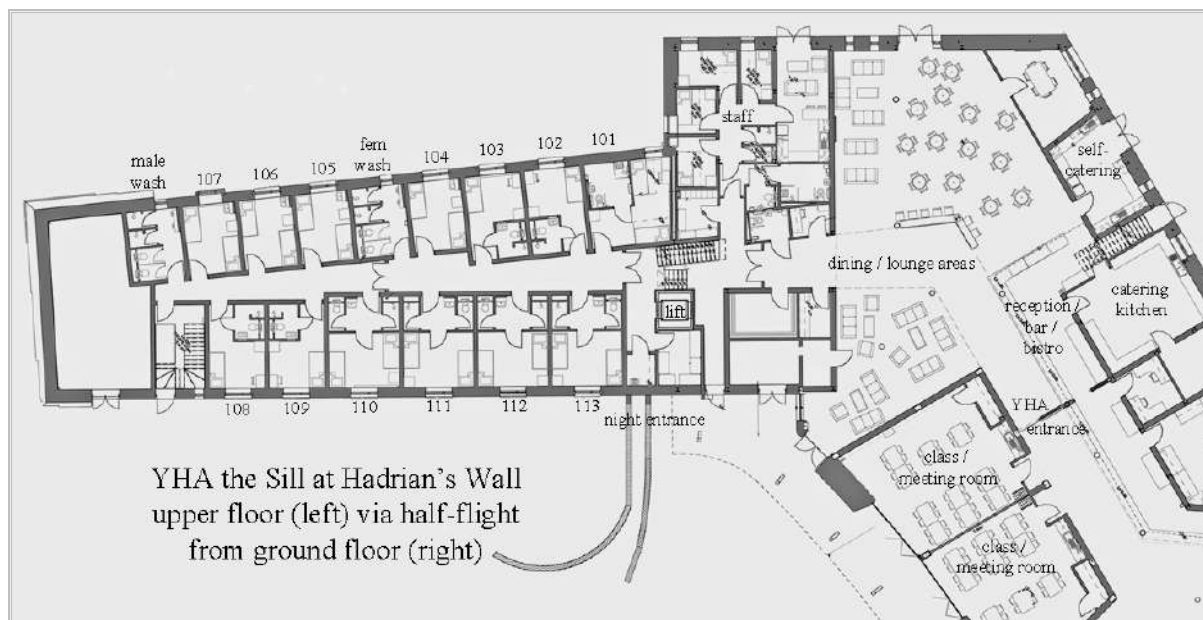 101
102
103
104
fem
wash
105
106
107
male
wash
staff
self-
catering
dining / lounge areas
lift
reception /
bar /
bistro
catering
kitchen
108
109
110
111
112
113
night entrance
YHA
entrance
class /
meeting room
class /
meeting room
YHA the Sill at Hadrian's Wall
upper floor (left) via half-flight
from ground floor (right)